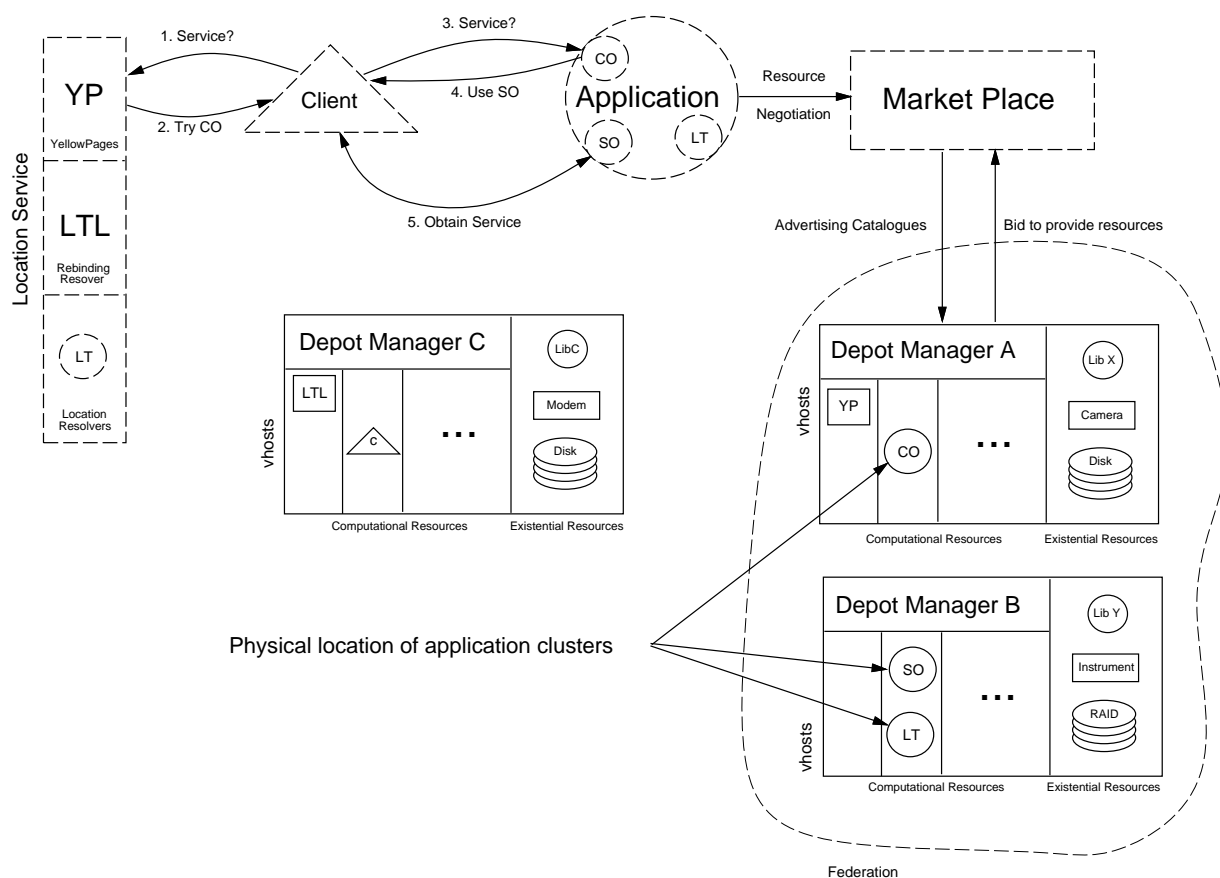 1. Service?
3. Service?
CO
YP
Client
4. Use SO
Application
Resource
Negotiation
Market Place
2. Try CO
YellowPages
SO
LT
5. Obtain Service
Location Service
LTL
Rebinding
Resover
Advertising Catalogues
Bid to provide resources
LT
Location
Resolvers
Depot Manager C
LibC
LTL
Modem
vhosts
C
...
Disk
Computational Resources
Existential Resources
Depot Manager A
Lib X
YP
Camera
vhosts
CO
...
Disk
Computational Resources
Existential Resources
Physical location of application clusters
Depot Manager B
Lib Y
SO
Instrument
...
vhosts
LT
RAID
Computational Resources
Existential Resources
Federation